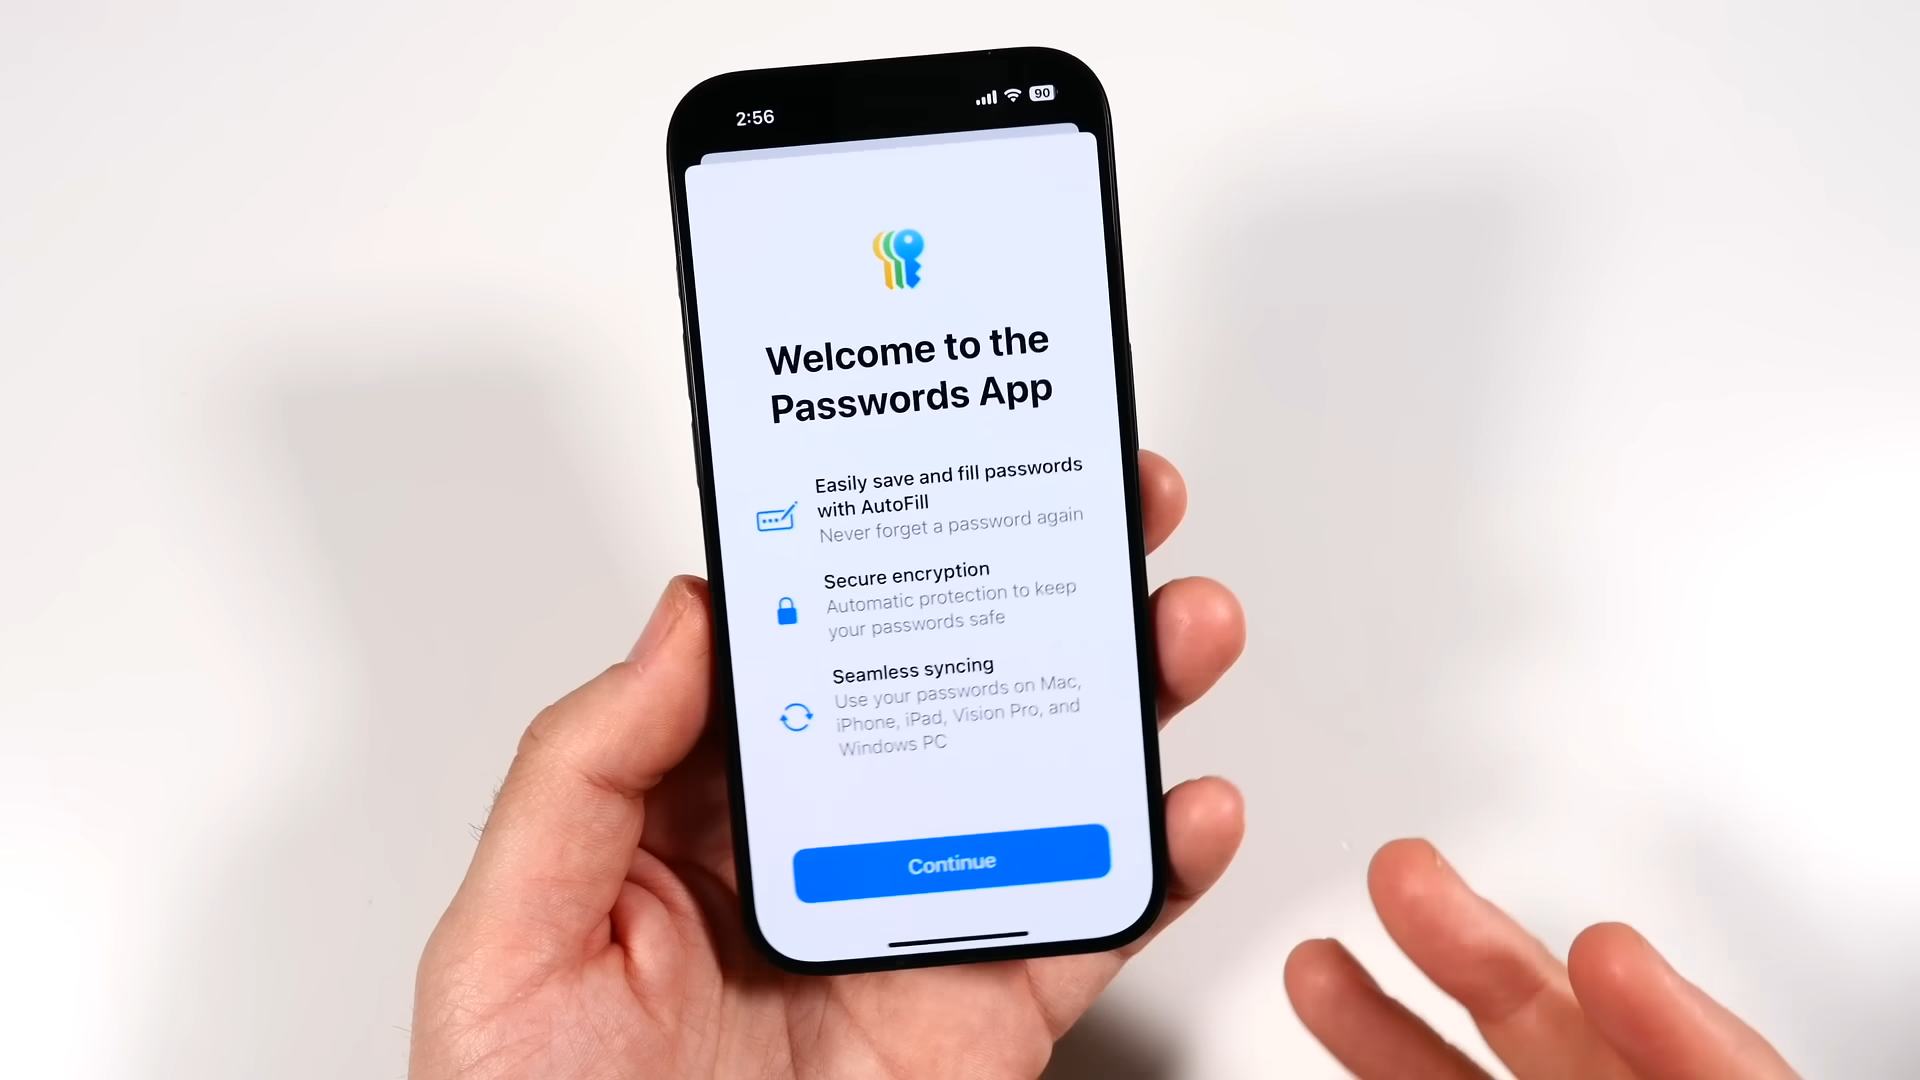 2:56
90
Welcome to the
Passwords App
Easily save and fill passwords
with AutoFill
Never forget a password again
Secure encryption
Automatic protection to keep
your passwords safe
Seamless syncing
Use your passwords on Mac,
iPhone, iPad, Vision Pro, and
Windows PC
Continue